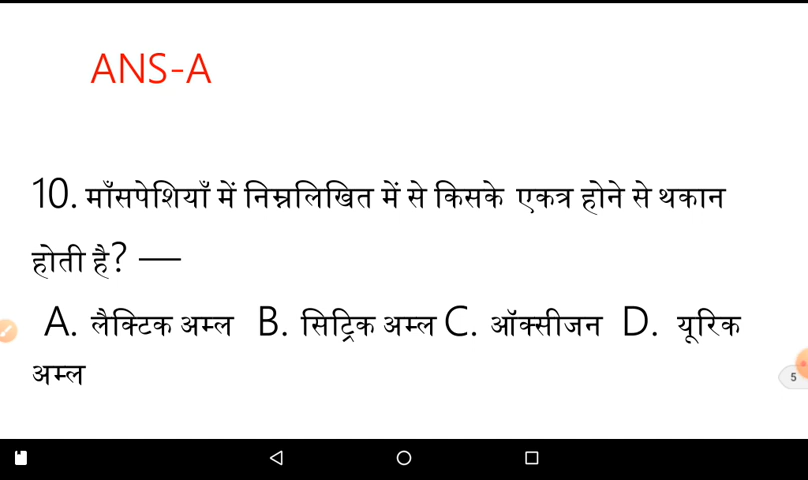 ANS-A
10. माँसपेशियाँ में निम्नलिखित में से किसके एकत्र होने से थकान
होती है? —
A. लैक्टिक अम्ल B. सिट्रिक अम्ल C. ऑक्सीजन D. यूरिक
अम्ल
5